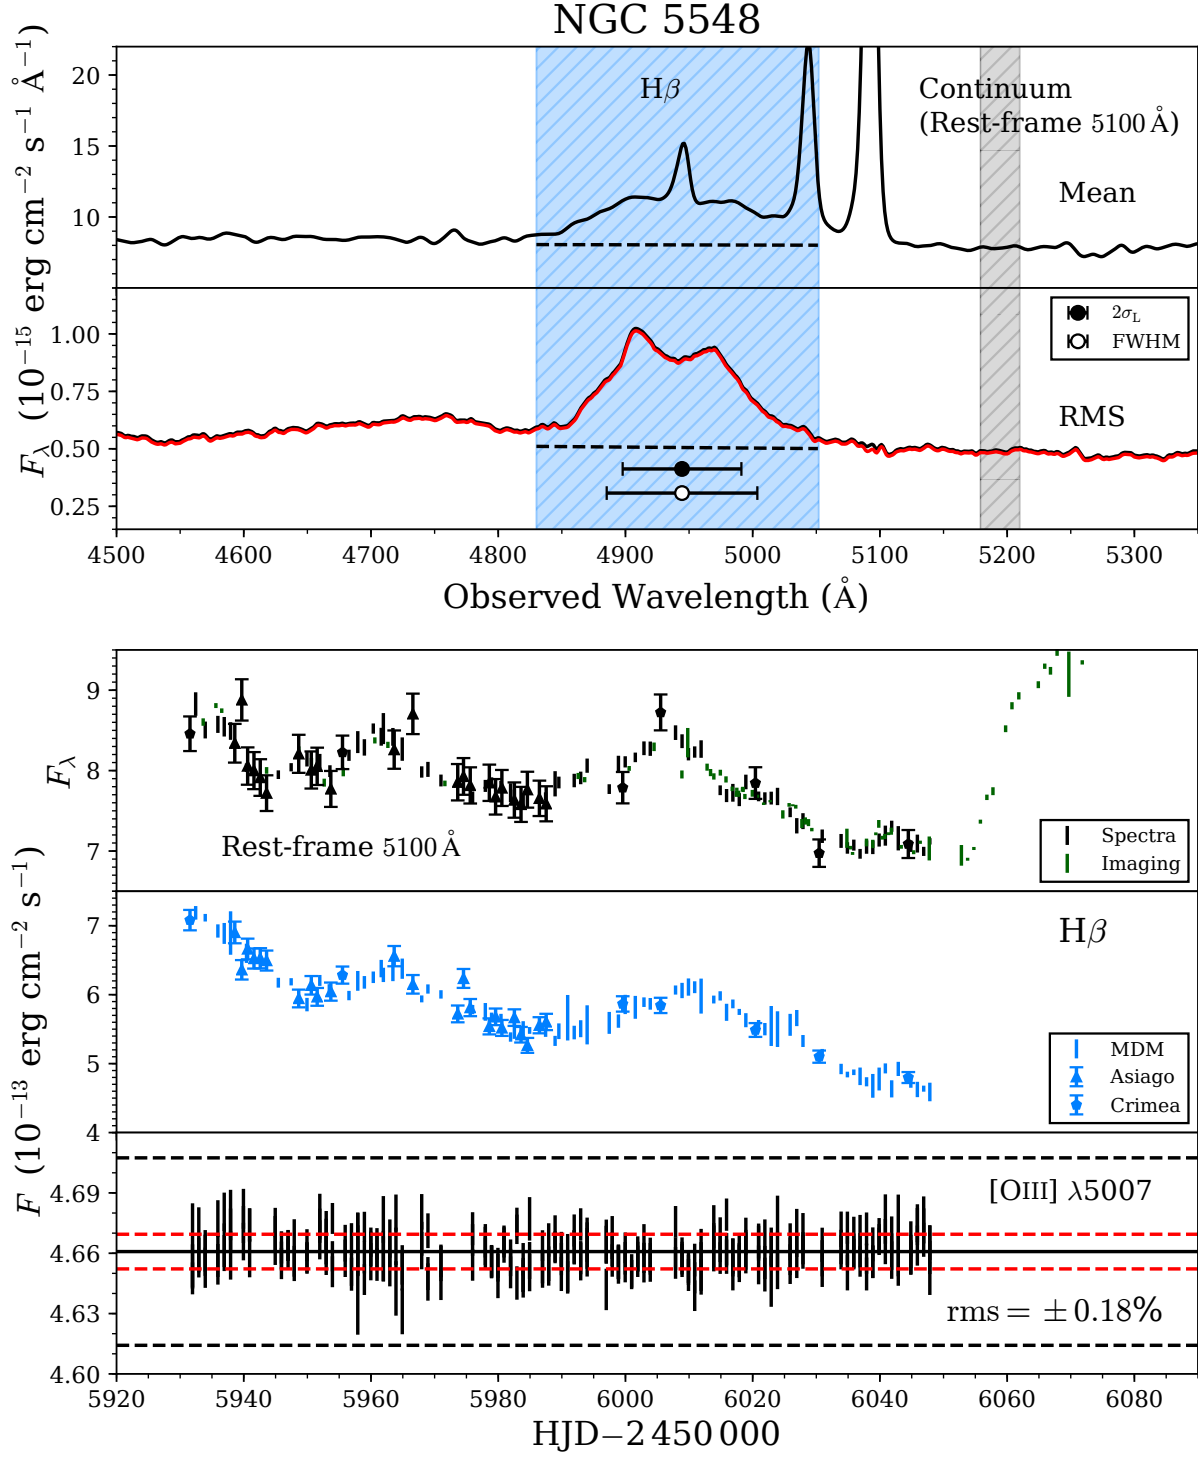 NGC 5548
F_λ (10⁻¹⁵ erg cm⁻² s⁻¹ Å⁻¹)
20
15
10
Hβ
Continuum
(Rest-frame 5100 Å)
Mean
1.00
0.75
0.50
0.25
2σ_L
FWHM
RMS
4500 4600 4700 4800 4900 5000 5100 5200 5300
Observed Wavelength (Å)
F_λ
9
8
7
Rest-frame 5100 Å
Spectra
Imaging
F (10⁻¹³ erg cm⁻² s⁻¹)
7
6
5
4
Hβ
MDM
Asiago
Crimea
4.69
4.66
4.63
4.60
[OIII] λ5007
rms = ±0.18%
5920 5940 5960 5980 6000 6020 6040 6060 6080
HJD−2 450 000